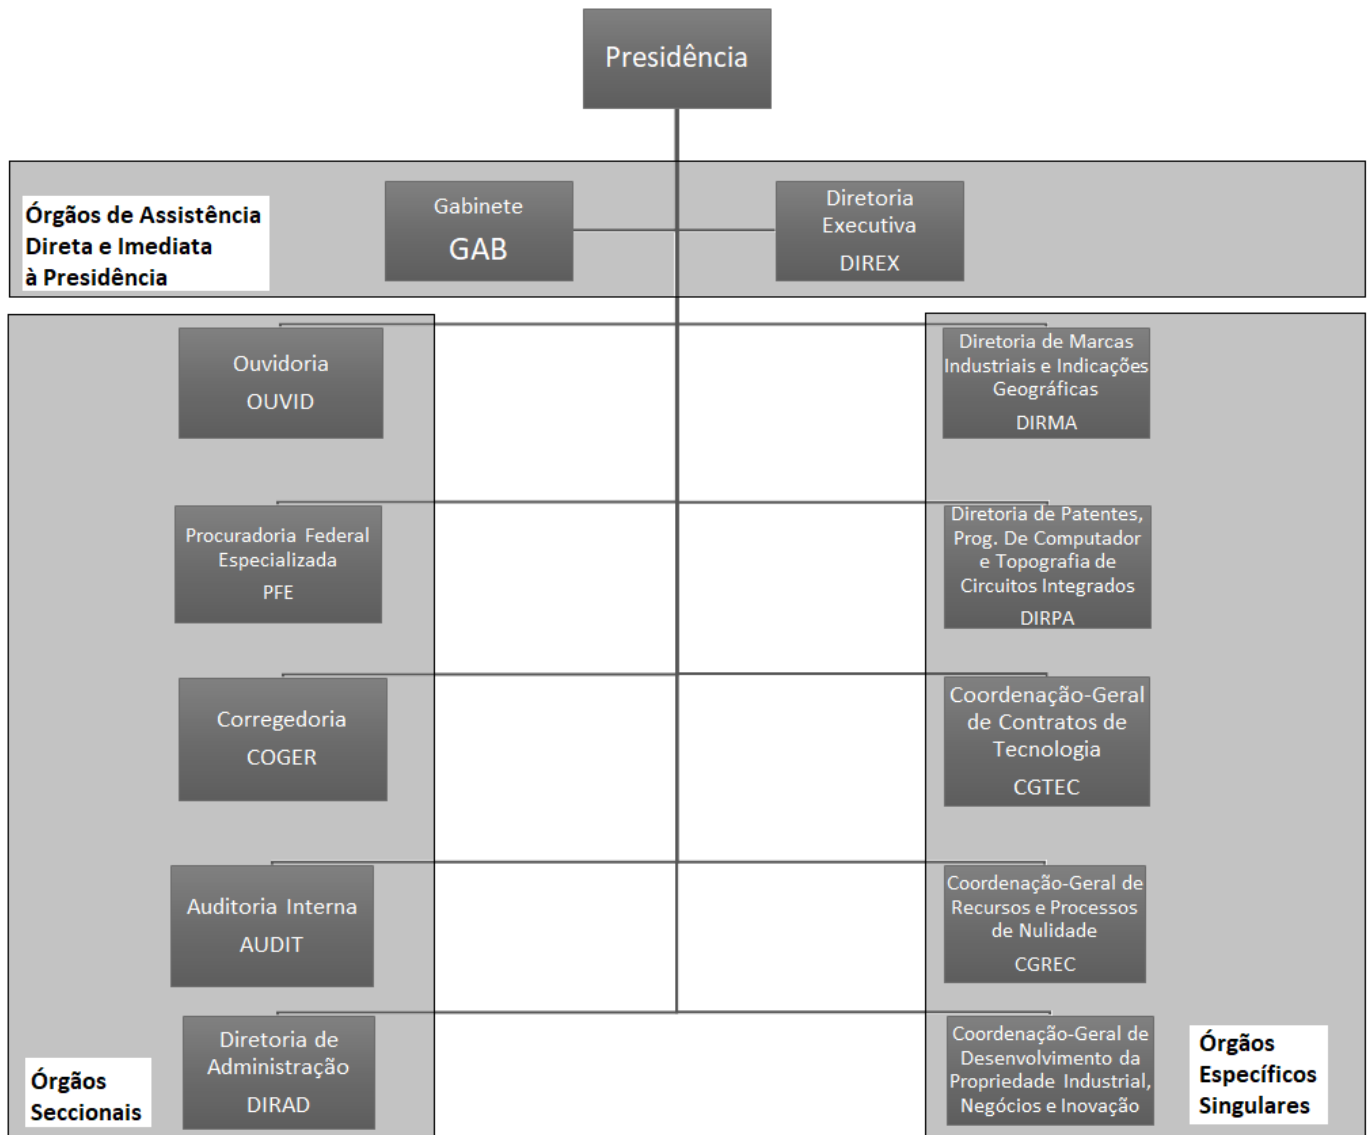 Presidência
Órgãos de Assistência
Direta e Imediata
à Presidência
Gabinete
GAB
Diretoria
Executiva
DIREX
Ouvidoria
OUVID
Diretoria de Marcas
Industriais e Indicações
Geográficas
DIRMA
Procuradoria Federal
Especializada
PFE
Diretoria de Patentes,
Prog. De Computador
e Topografia de
Circuitos Integrados
DIRPA
Corregedoria
COGER
Coordenação-Geral
de Contratos de
Tecnologia
CGTEC
Auditoria Interna
AUDIT
Coordenação-Geral de
Recursos e Processos
de Nulidade
CGREC
Diretoria de
Administração
DIRAD
Coordenação-Geral de
Desenvolvimento da
Propriedade Industrial,
Negócios e Inovação
Órgãos
Seccionais
Órgãos
Específicos
Singulares